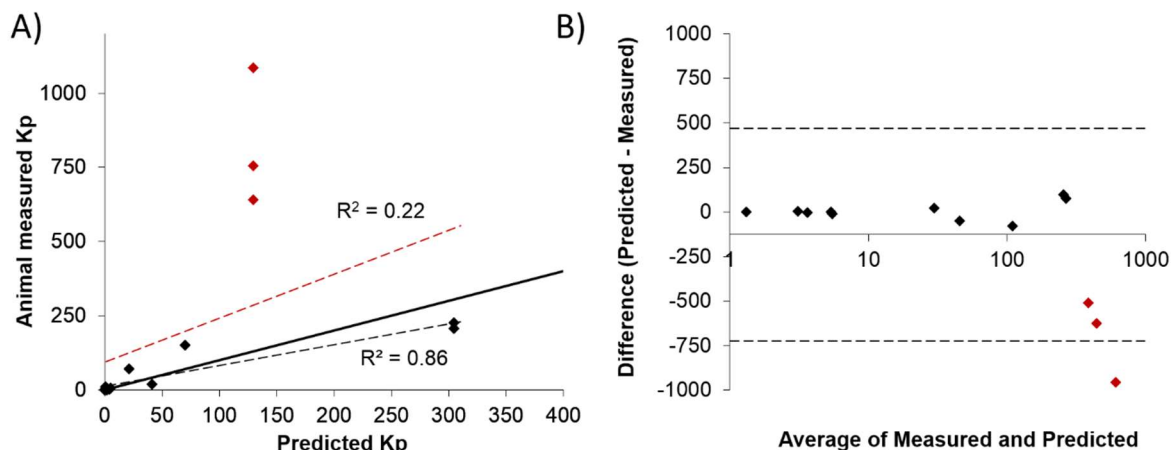 A)
Animal measured Kp
1000
750
500
250
0
R² = 0.22
R² = 0.86
0 50 100 150 200 250 300 350 400
Predicted Kp
B)
Difference (Predicted - Measured)
1000
750
500
250
0
-250
-500
-750
-1000
1 10 100 1000
Average of Measured and Predicted